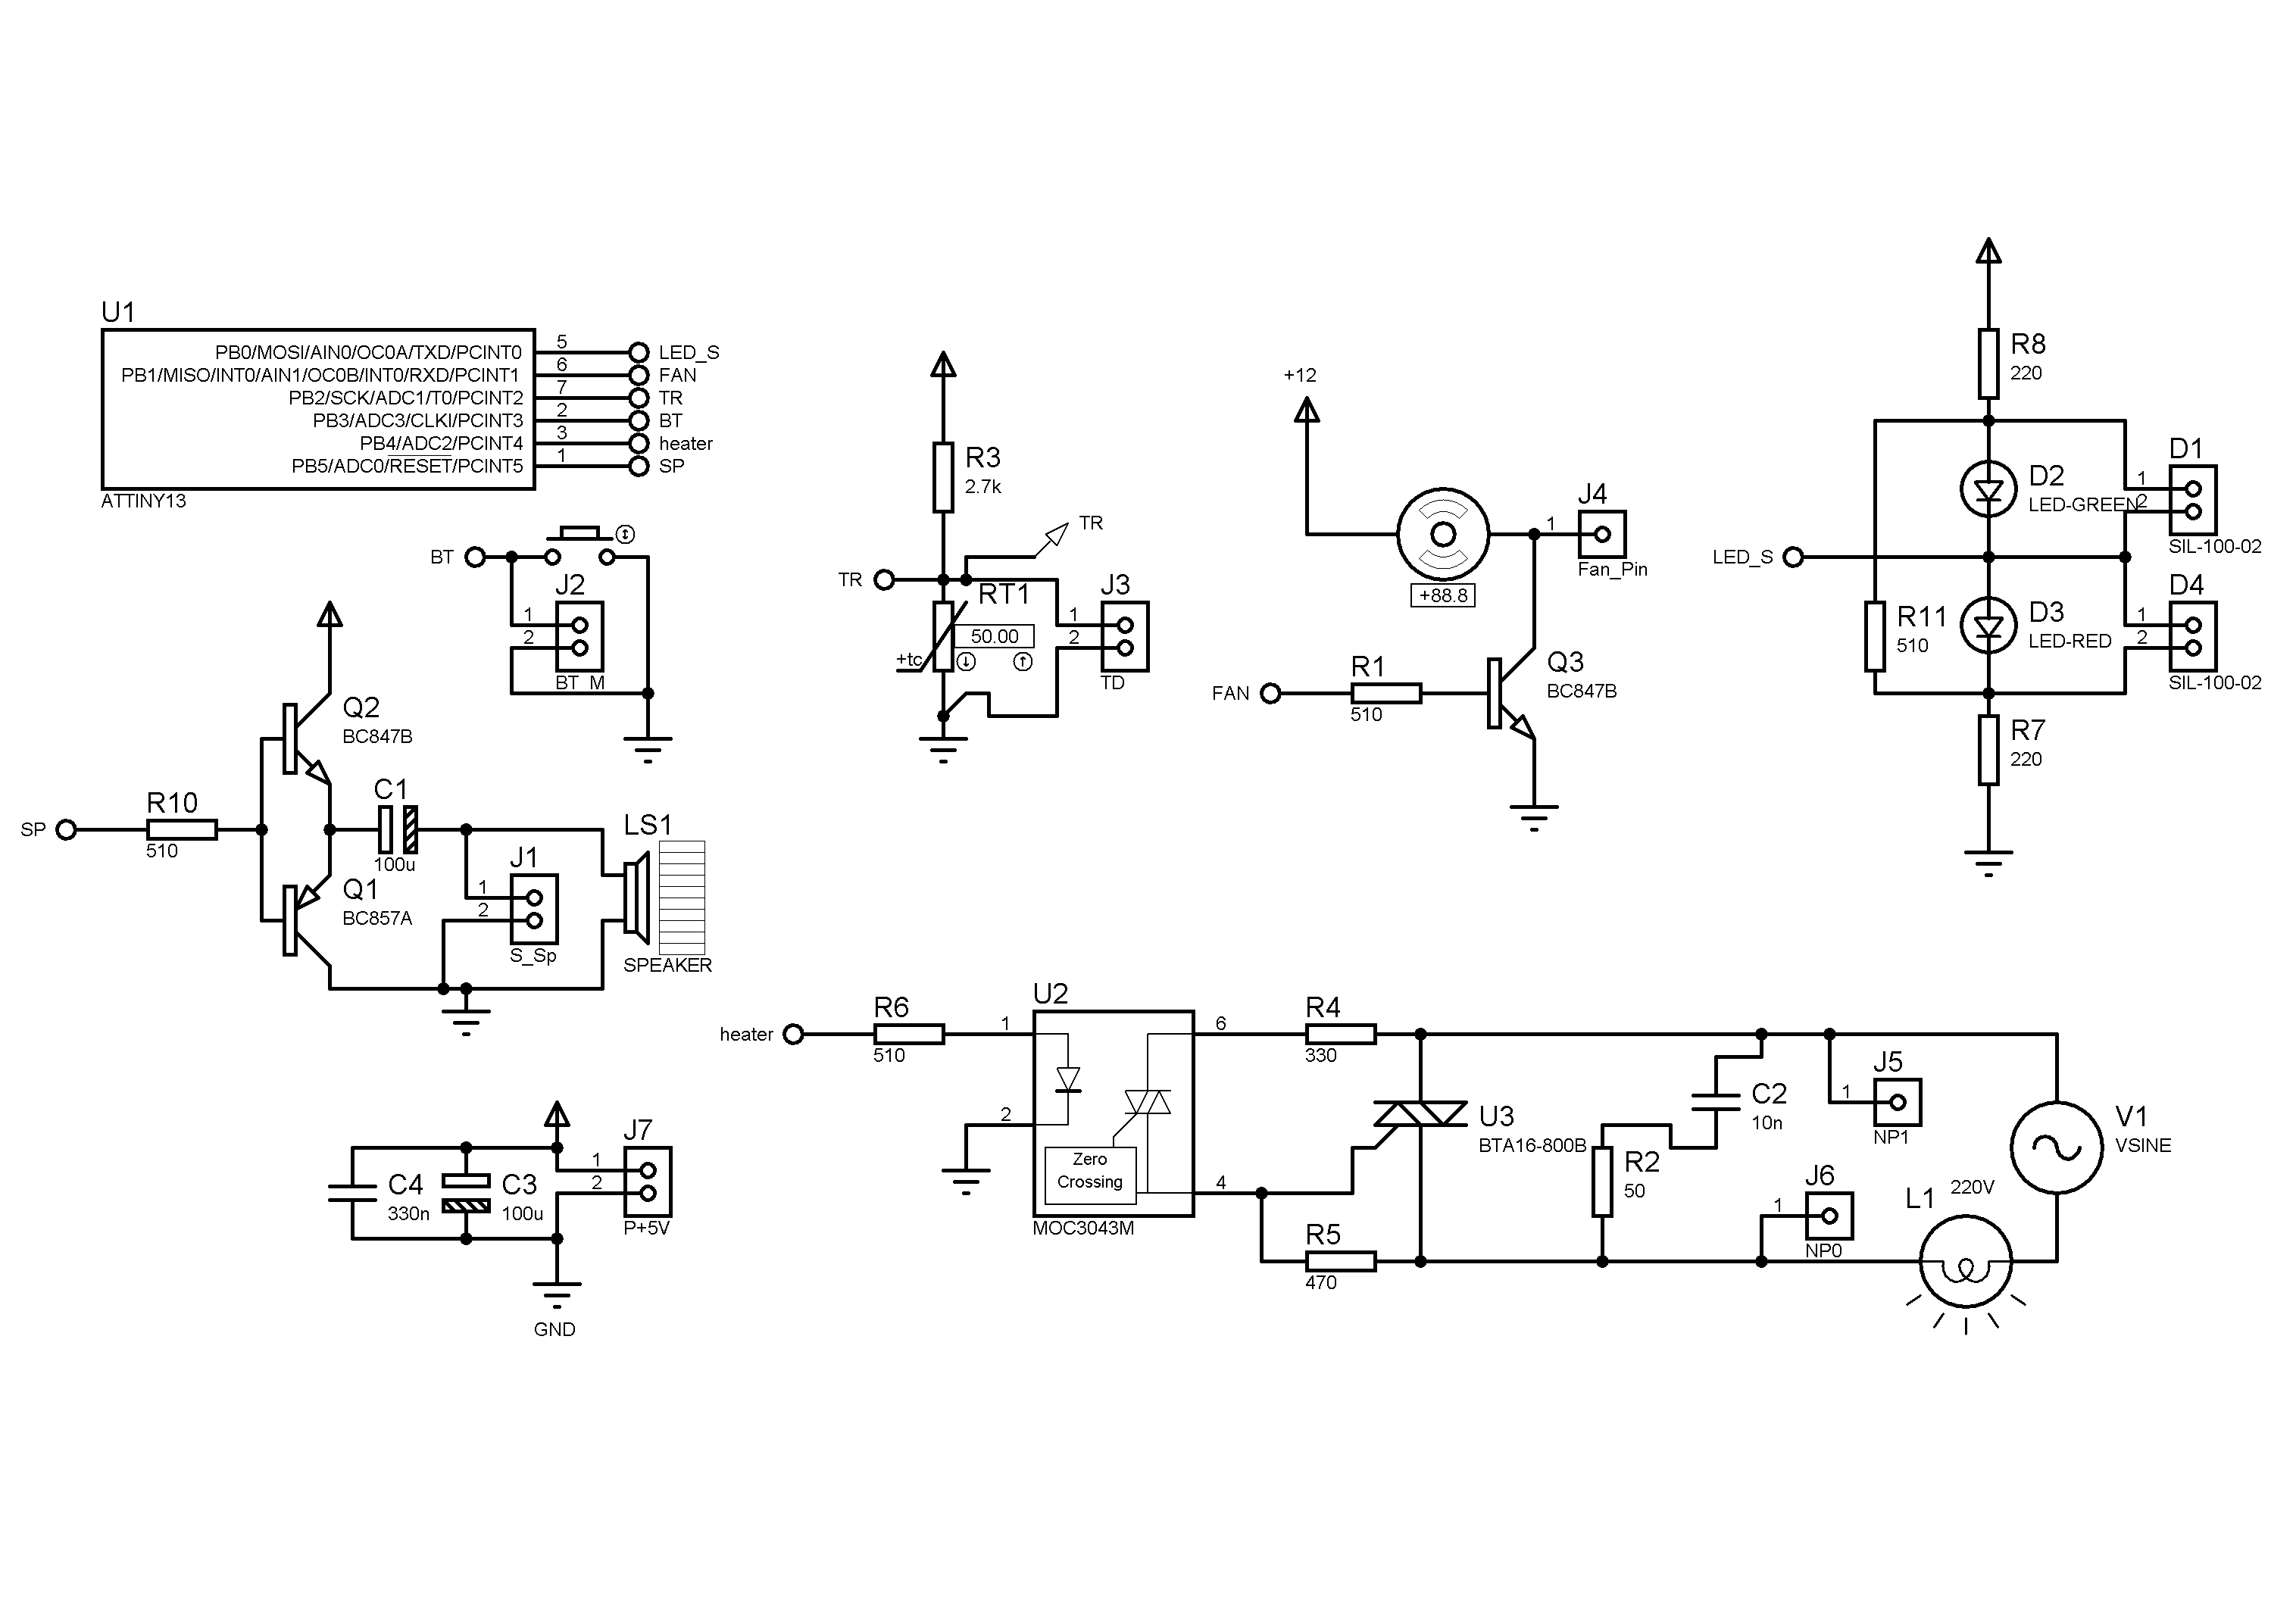 U1
PB0/MOSI/AIN0/OC0A/TXD/PCINT0 5 LED_S
PB1/MISO/INT0/AIN1/OC0B/INT0/RXD/PCINT1 6 FAN
PB2/SCK/ADC1/T0/PCINT2 7 TR
PB3/ADC3/CLKI/PCINT3 2 BT
PB4/ADC2/PCINT4 3 heater
PB5/ADC0/RESET/PCINT5 1 SP
ATTINY13
BT
J2
1
2
BT_M
Q2
BC847B
SP
R10
510
C1
100u
Q1
BC857A
J1
1
2
S_Sp
LS1
SPEAKER
C4
330n
C3
100u
J7
1
2
P+5V
GND
R3
2.7k
TR
TR
RT1
50.00
+tc
J3
1
2
TD
+12
+88.8
J4
1
Fan_Pin
FAN
R1
510
Q3
BC847B
R8
220
D2
LED-GREEN
D1
1
2
SIL-100-02
LED_S
R11
510
D3
LED-RED
D4
1
2
SIL-100-02
R7
220
heater
R6
510
U2
1
2
6
4
Zero
Crossing
MOC3043M
R4
330
R5
470
U3
BTA16-800B
C2
10n
R2
50
J5
1
NP1
J6
1
NP0
V1
VSINE
L1
220V